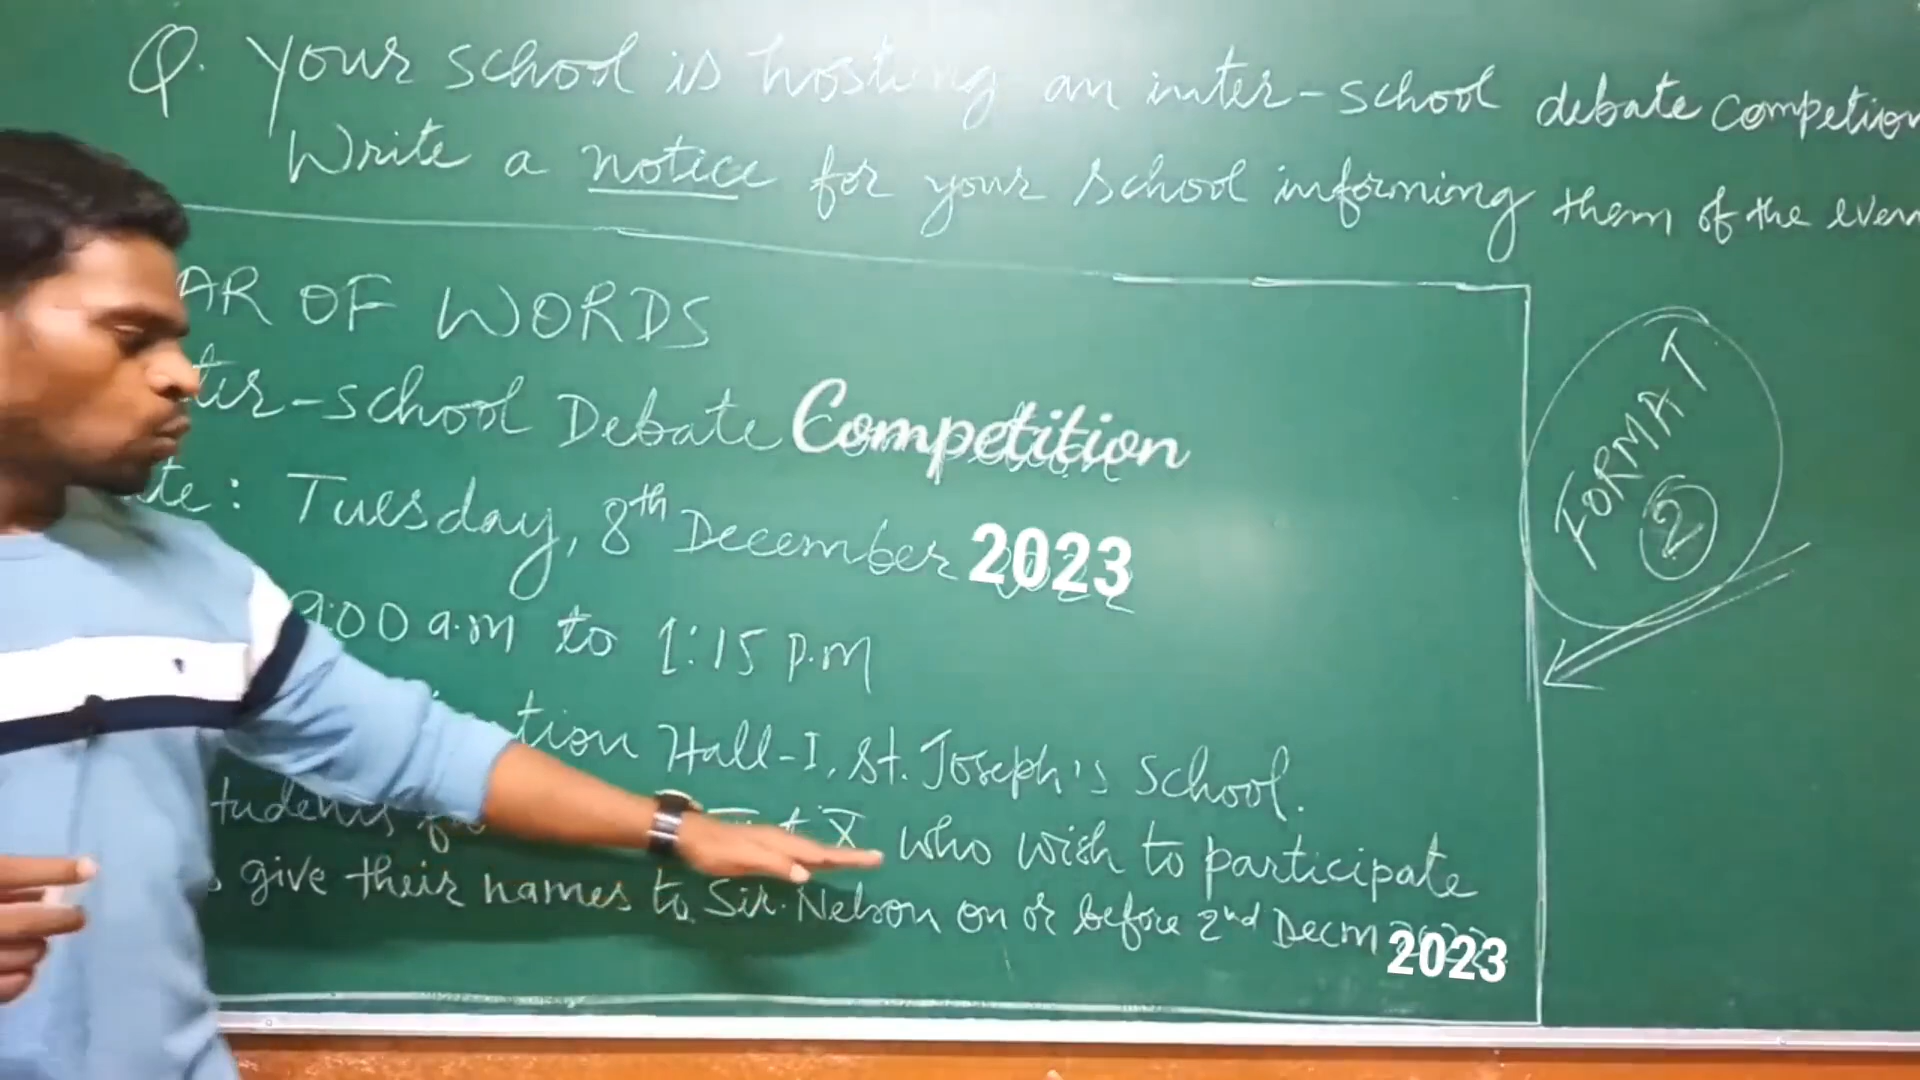 Q. Your school is hosting an inter-school debate competion
Write a notice for your school informing them of the even
AR OF WORDS
ter-school Debate Competition
te: Tuesday, 8th December 2023
9:00 a.m to 1:15 p.m
tion Hall-I, St. Joseph's School.
tudents X who wish to participate
s give their names to Sir. Nelson on or before 2nd Decm 2023
FORMAT
2